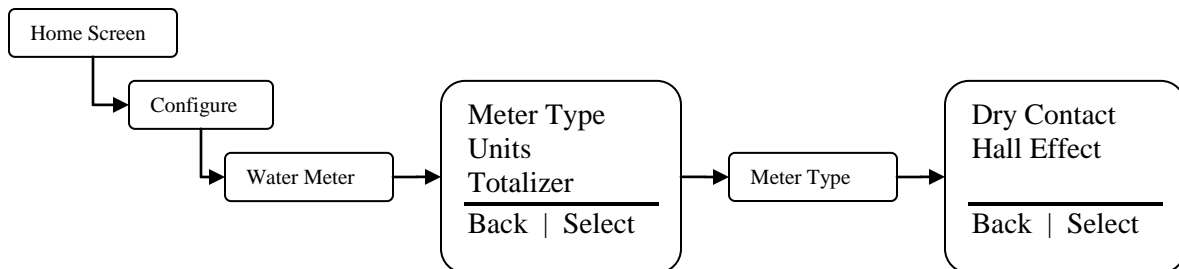 Home Screen
Configure
Water Meter
Meter Type
Units
Totalizer
Back | Select
Meter Type
Dry Contact
Hall Effect
Back | Select